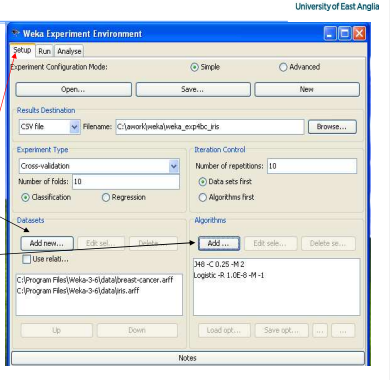 University of East Anglia
Weka Experiment Environment
Setup Run Analyse
Experiment Configuration Mode: Simple Advanced
Open... Save... New
Results Destination
CSV file Filename: C:\awork\weka\weka_exp4bc_iris Browse...
Experiment Type Iteration Control
Cross-validation Number of repetitions: 10
Number of folds: 10 Data sets first
Classification Regression Algorithms first
Datasets Algorithms
Add new... Edit sel... Delete... Add ... Edit sele... Delete se...
Use relati...
C:\Program Files\Weka-3-6\data\breast-cancer.arff J48 -C 0.25 -M 2
C:\Program Files\Weka-3-6\data\iris.arff Logistic -R 1.0E-8 -M -1
Up Down Load opt... Save opt... ... ...
Notes